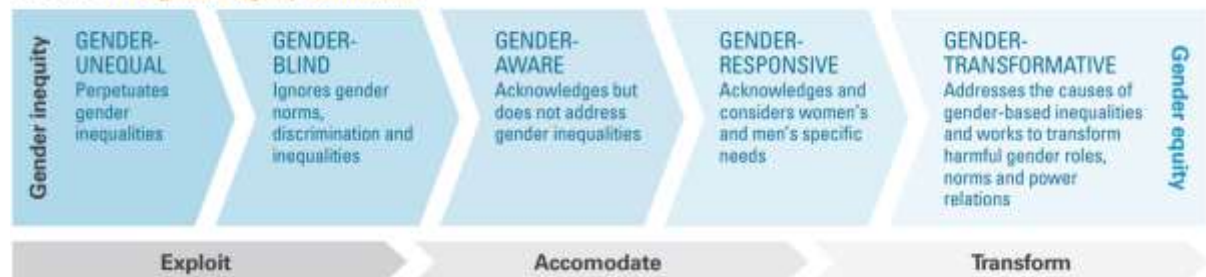 Gender inequity
GENDER-
UNEQUAL
Perpetuates
gender
inequalities
GENDER-
BLIND
Ignores gender
norms,
discrimination and
inequalities
GENDER-
AWARE
Acknowledges but
does not address
gender inequalities
GENDER-
RESPONSIVE
Acknowledges and
considers women's
and men's specific
needs
GENDER-
TRANSFORMATIVE
Addresses the causes of
gender-based inequalities
and works to transform
harmful gender roles,
norms and power
relations
Gender equity
Exploit
Accomodate
Transform